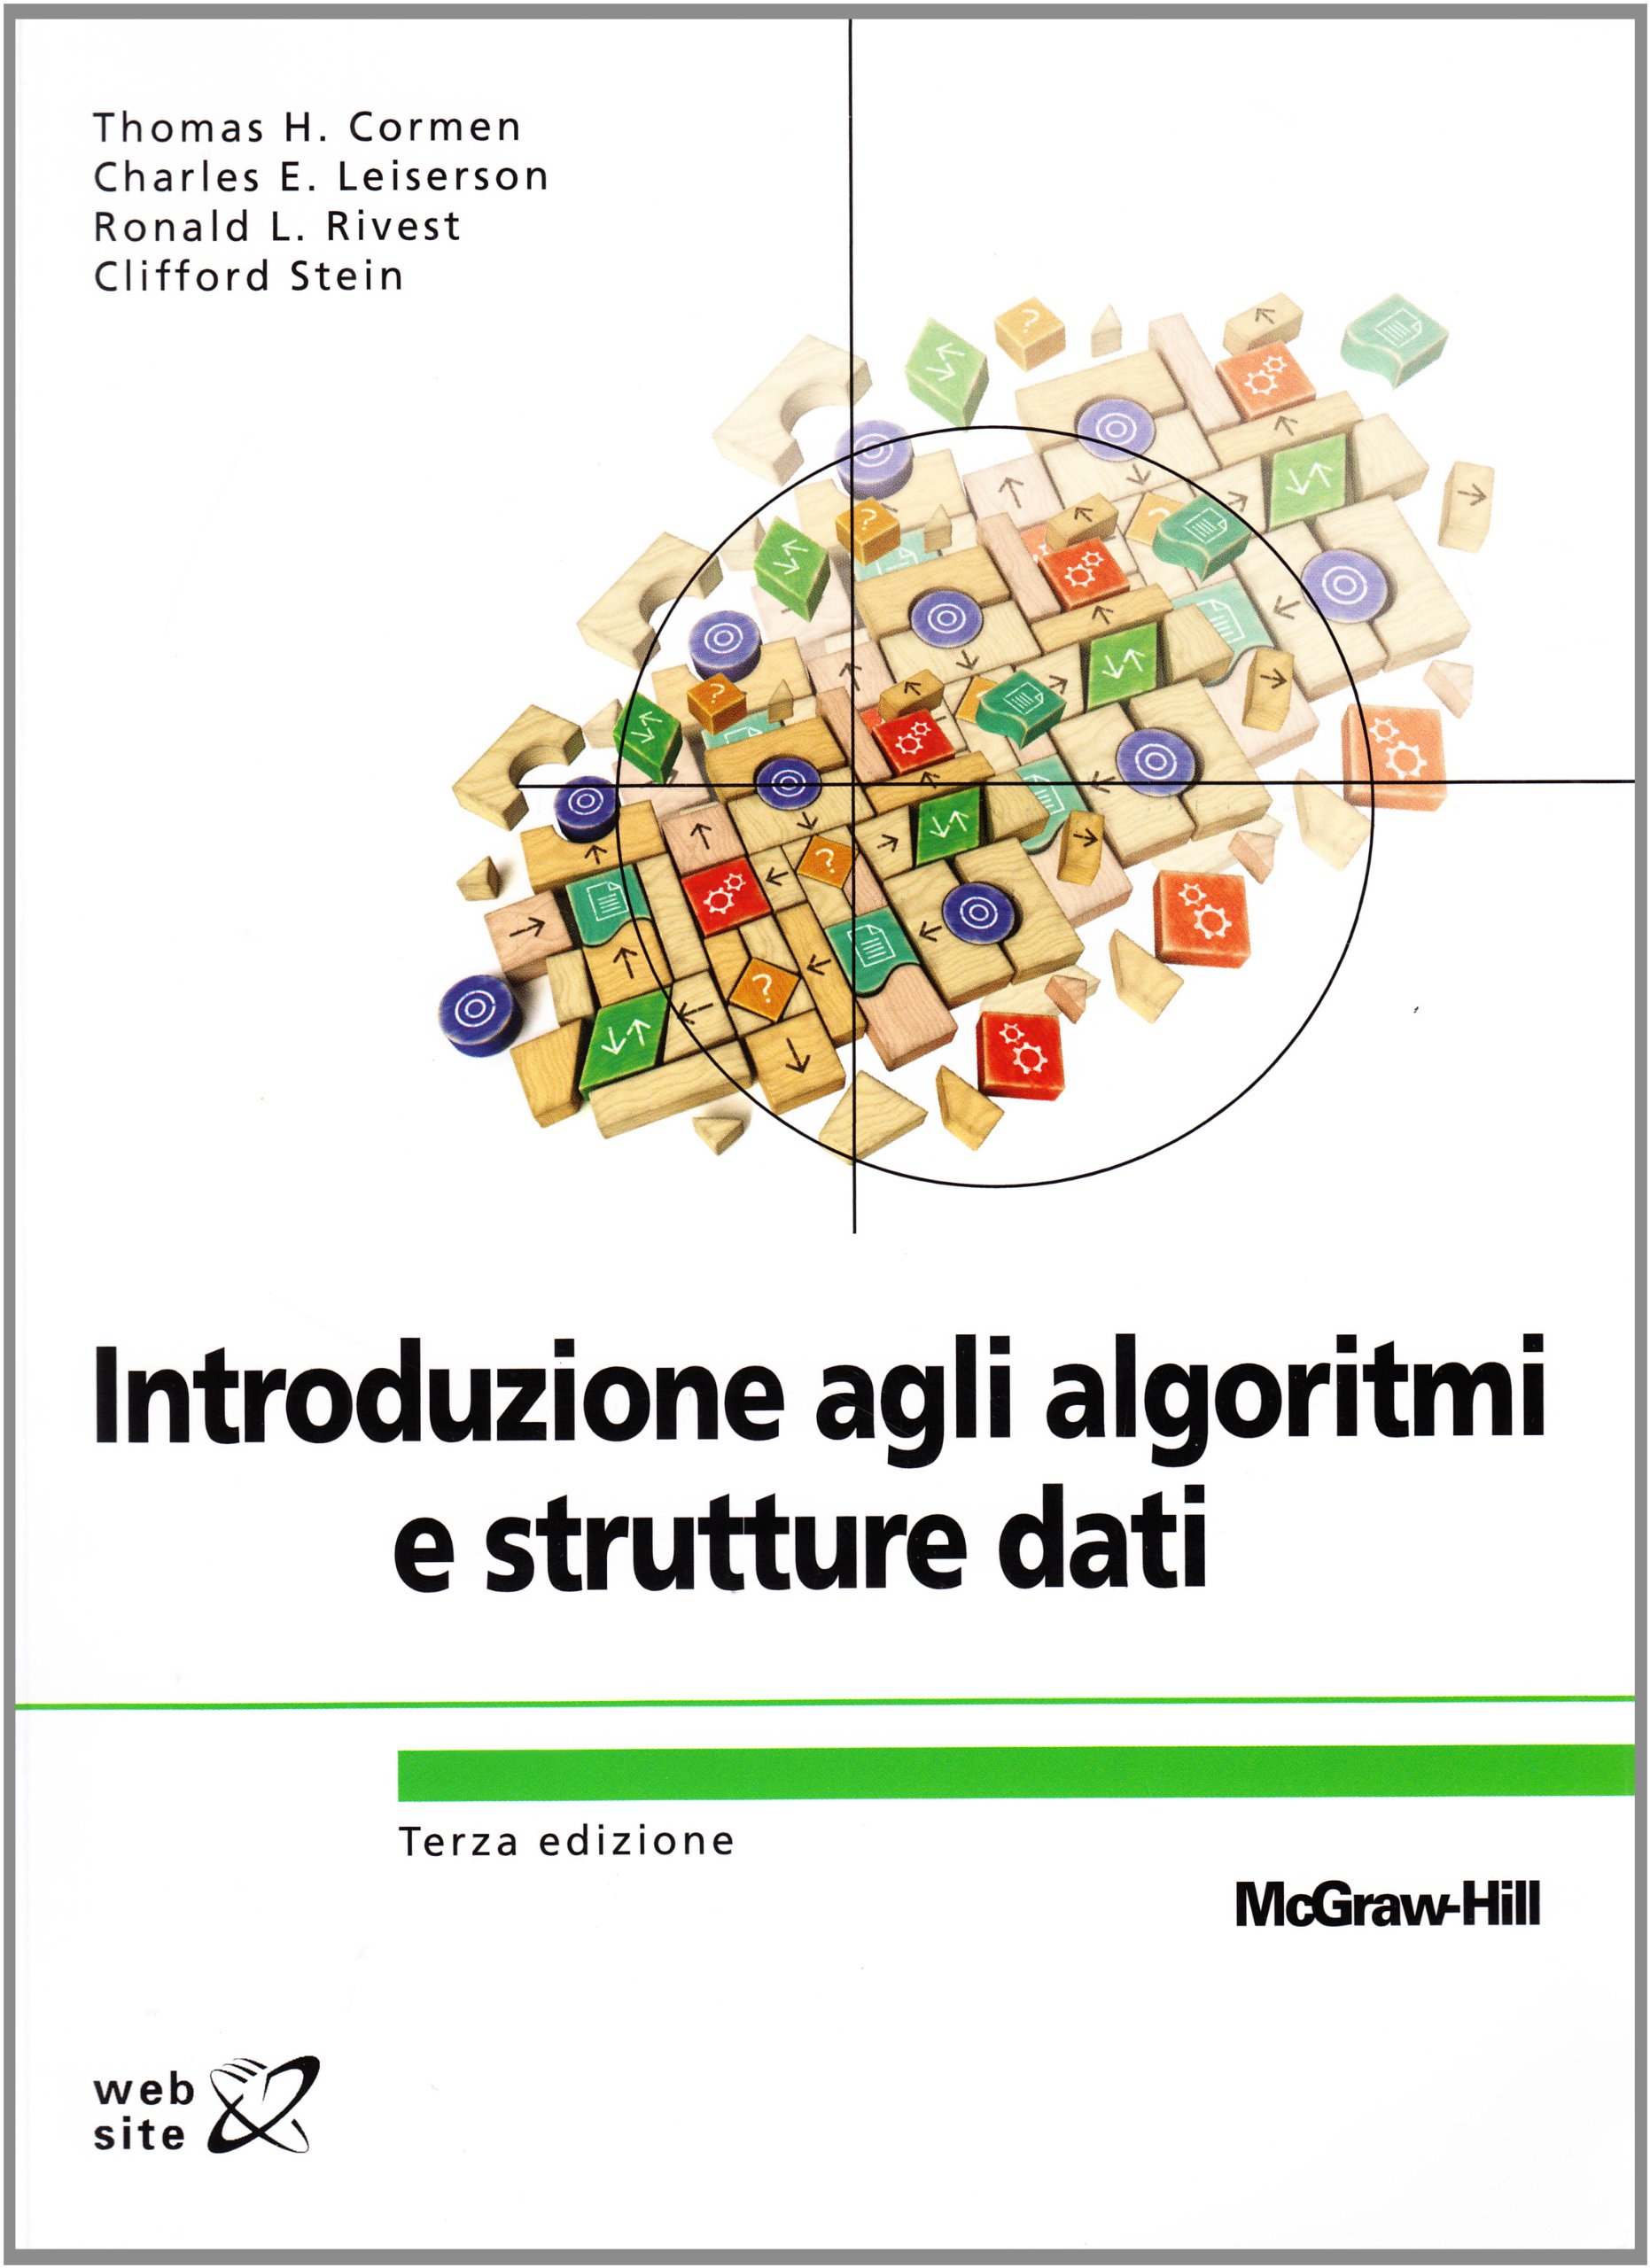 Thomas H. Cormen
Charles E. Leiserson
Ronald L. Rivest
Clifford Stein
Introduzione agli algoritmi
e strutture dati
Terza edizione
McGraw-Hill
web
site